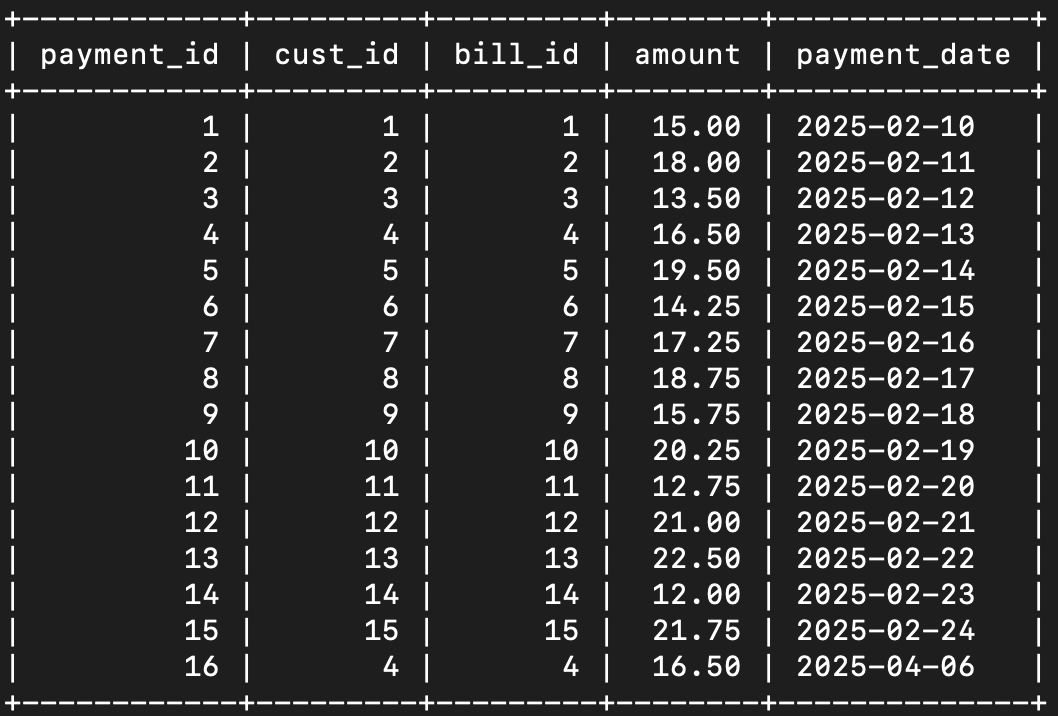 +------------+---------+---------+--------+--------------+
| payment_id | cust_id | bill_id | amount | payment_date |
+------------+---------+---------+--------+--------------+
|          1 |       1 |       1 |  15.00 | 2025-02-10   |
|          2 |       2 |       2 |  18.00 | 2025-02-11   |
|          3 |       3 |       3 |  13.50 | 2025-02-12   |
|          4 |       4 |       4 |  16.50 | 2025-02-13   |
|          5 |       5 |       5 |  19.50 | 2025-02-14   |
|          6 |       6 |       6 |  14.25 | 2025-02-15   |
|          7 |       7 |       7 |  17.25 | 2025-02-16   |
|          8 |       8 |       8 |  18.75 | 2025-02-17   |
|          9 |       9 |       9 |  15.75 | 2025-02-18   |
|         10 |      10 |      10 |  20.25 | 2025-02-19   |
|         11 |      11 |      11 |  12.75 | 2025-02-20   |
|         12 |      12 |      12 |  21.00 | 2025-02-21   |
|         13 |      13 |      13 |  22.50 | 2025-02-22   |
|         14 |      14 |      14 |  12.00 | 2025-02-23   |
|         15 |      15 |      15 |  21.75 | 2025-02-24   |
|         16 |       4 |       4 |  16.50 | 2025-04-06   |
+------------+---------+---------+--------+--------------+